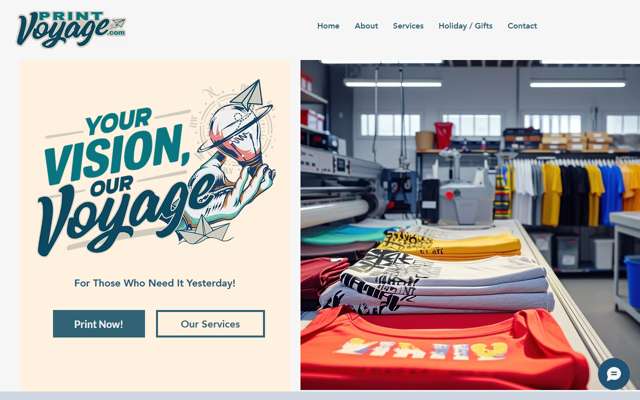 PRINT
Voyage
.com
Home
About
Services
Holiday / Gifts
Contact
YOUR
VISION,
OUR
Voyage
For Those Who Need It Yesterday!
Print Now!
Our Services